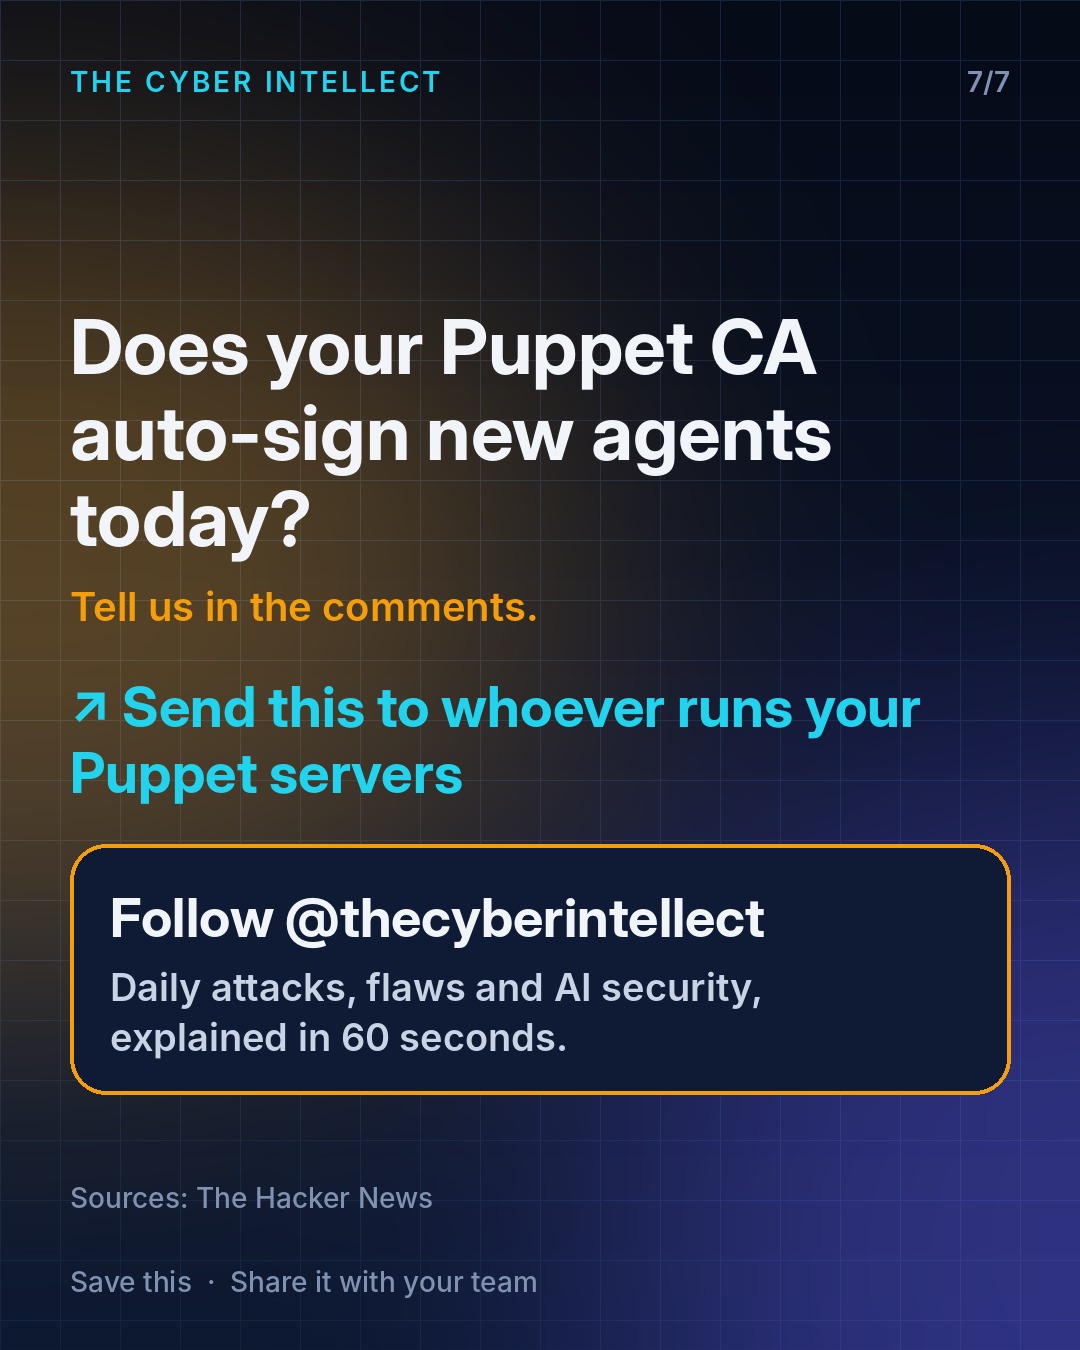 THE CYBER INTELLECT
7/7
Does your Puppet CA
auto-sign new agents
today?
Tell us in the comments.
↗ Send this to whoever runs your
Puppet servers
Follow @thecyberintellect
Daily attacks, flaws and AI security,
explained in 60 seconds.
Sources: The Hacker News
Save this · Share it with your team